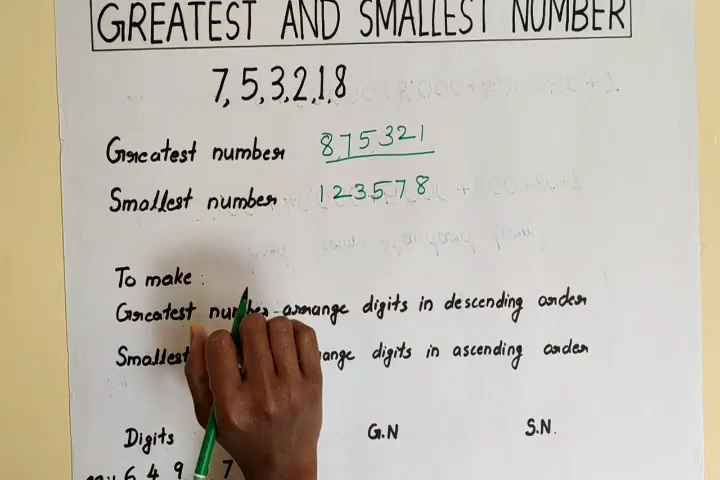 GREATEST AND SMALLEST NUMBER
7, 5, 3, 2, 1, 8
Greatest number 875321
Smallest number 123578
To make :
Greatest number - arrange digits in descending order
Smallest digits in ascending order
Digits G.N S.N.
6 4 9 7